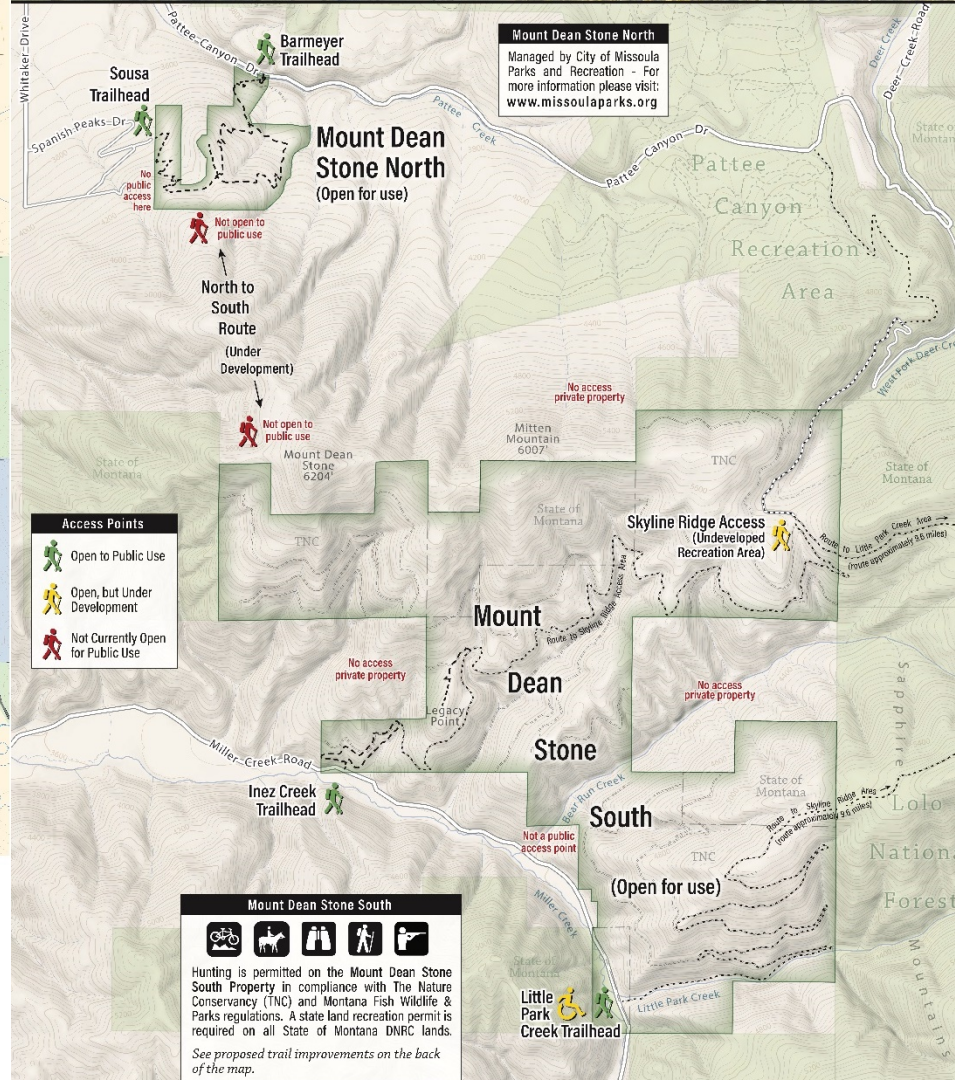 Whitaker-Drive
Pattee-Canyon-Dr
Barmeyer
Trailhead
Mount Dean Stone North
Managed by City of Missoula
Parks and Recreation - For
more information please visit:
www.missoulaparks.org
Deer Creek
Deer-Creek-Road
Sousa
Trailhead
Spanish-Peaks-Dr
Pattee - Creek
Pattee-Canyon-Dr
State of
Mount Dean
Stone North
(Open for use)
No
public
access
here
Not open to
public use
Pattee
Canyon
Recreation
Area
North to
South
Route
(Under
Development)
West Fork Deer
No access
private property
Not open to
public use
Mount Dean
Stone
6204'
Mitten
Mountain
6007'
State of
Montana
TNC
State of
Montana
Access Points
Open to Public Use
Open, but Under
Development
Not Currently Open
for Public Use
TNC
State of
Montana
Skyline Ridge Access
(Undeveloped
Recreation Area)
Route to Little Park Creek Area
(route approximately 9.6 miles)
Route to Skyline Ridge Access Area
Mount
Dean
Stone
South
(Open for use)
No access
private property
No access
private property
Legacy
Point
Sapphire
Mountains
Miller-Creek-Road
Inez Creek
Trailhead
Bear Run Creek
State of
Montana
Route to Skyline Ridge Area
(route approximately 9.6 miles)
Lolo
Nationa
Forest
Not a public
access point
TNC
Miller Creek
State of
Montana
Little
Park
Creek Trailhead
Little Park Creek
Mount Dean Stone South
Hunting is permitted on the Mount Dean Stone
South Property in compliance with The Nature
Conservancy (TNC) and Montana Fish Wildlife &
Parks regulations. A state land recreation permit is
required on all State of Montana DNRC lands.
See proposed trail improvements on the back
of the map.